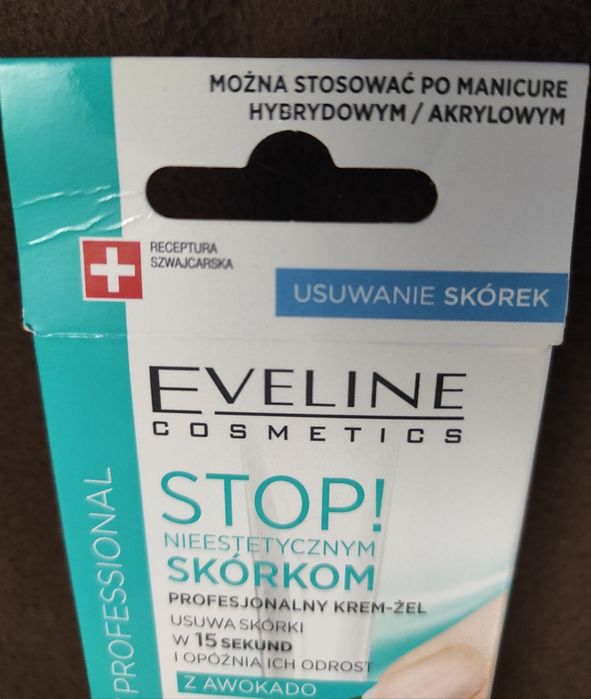 MOŻNA STOSOWAĆ PO MANICURE
HYBRYDOWYM / AKRYLOWYM
RECEPTURA
SZWAJCARSKA
USUWANIE SKÓREK
EVELINE
COSMETICS
STOP!
NIEESTETYCZNYM
SKÓRKOM
PROFESJONALNY KREM-ŻEL
USUWA SKÓRKI
W 15 SEKUND
I OPÓŹNIA ICH ODROST
Z AWOKADO
PROFESSIONAL